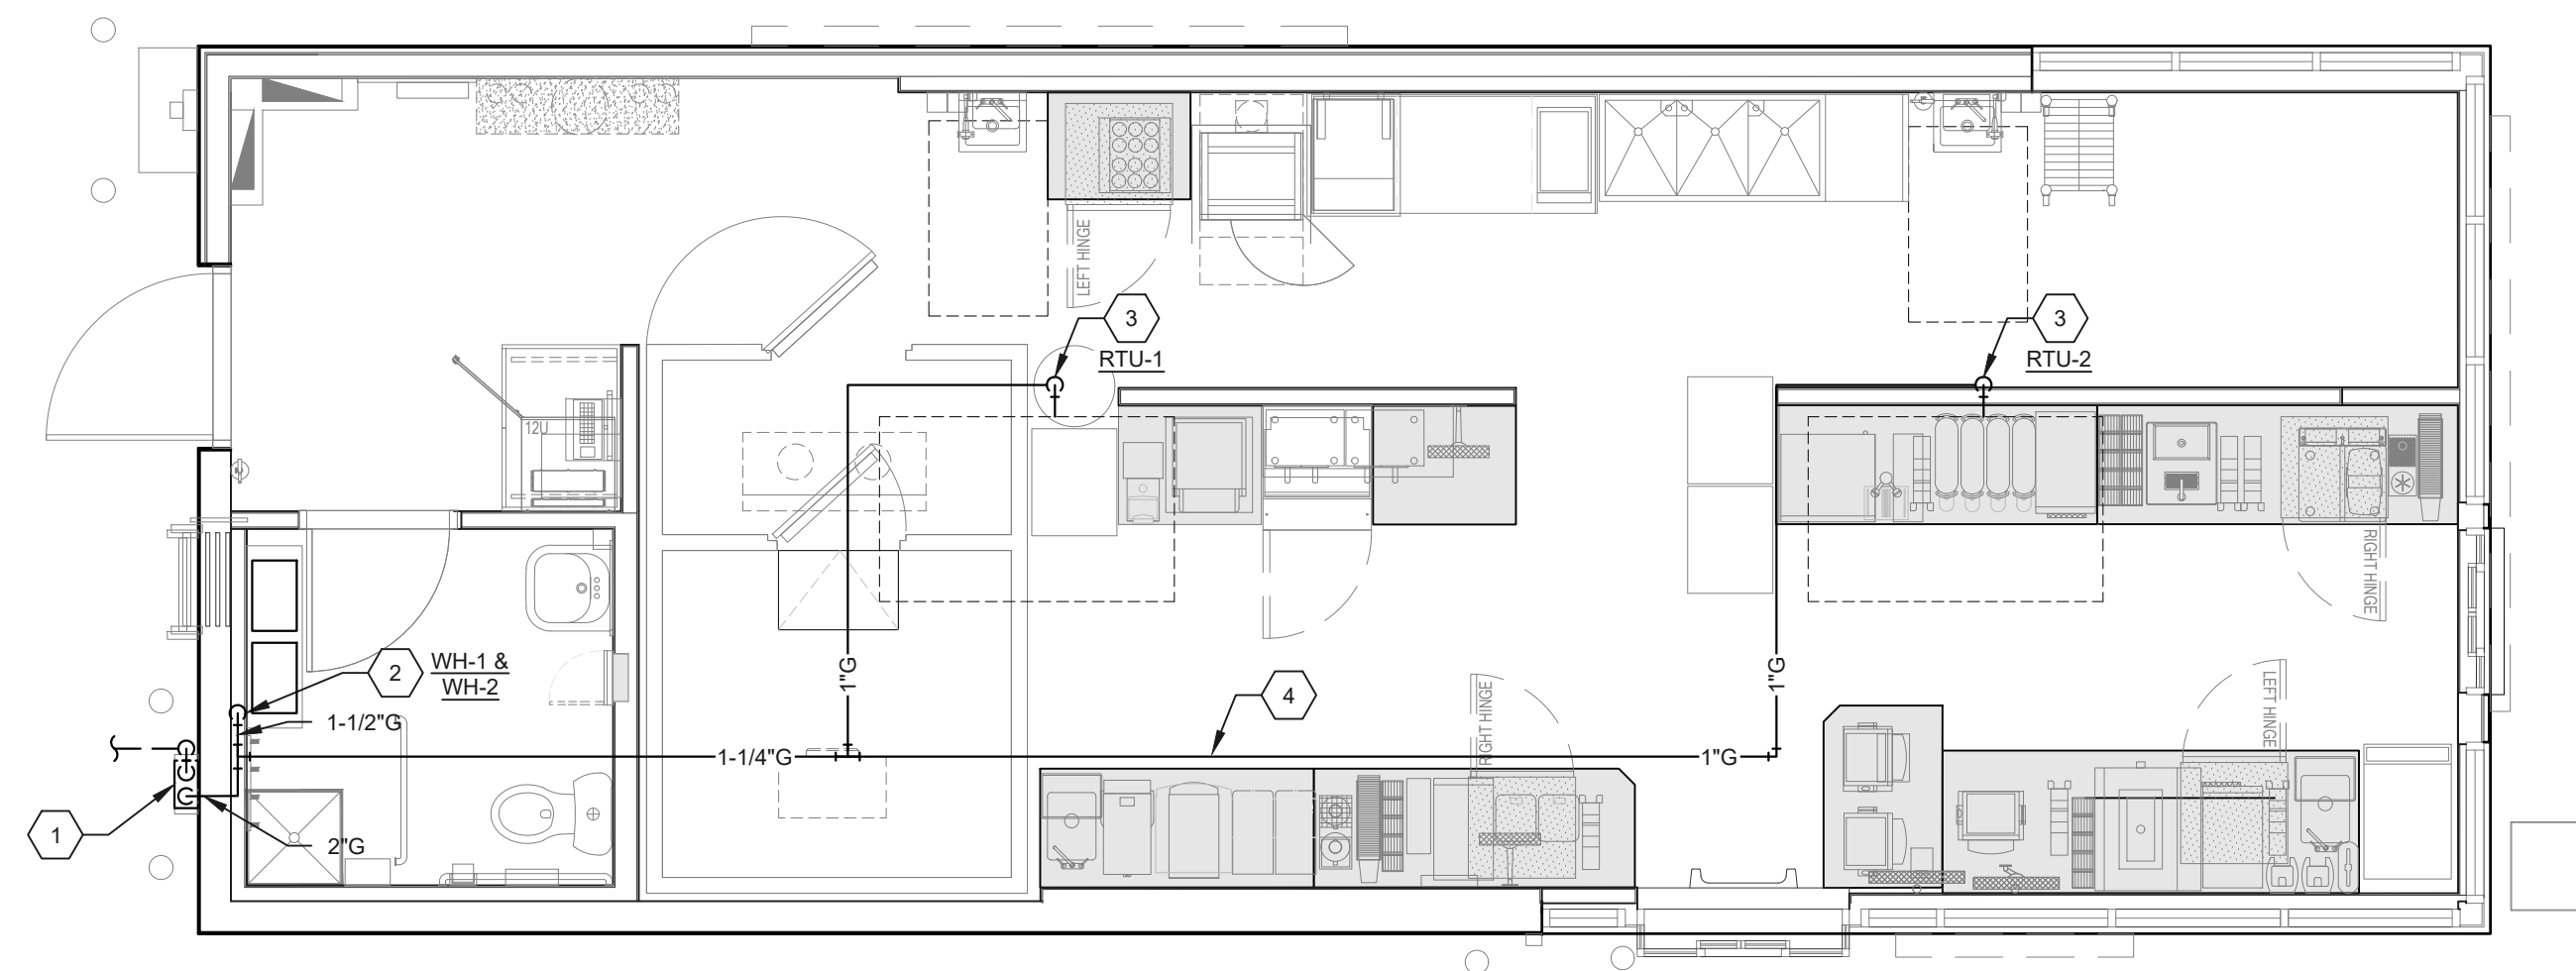 LEFT HINGE
3
RTU-1
3
RTU-2
12U
RIGHT HINGE
2
WH-1 &
WH-2
1-1/2"G
1"G
4
1"G
RIGHT HINGE
LEFT HINGE
1-1/4"G
1"G
1
2"G